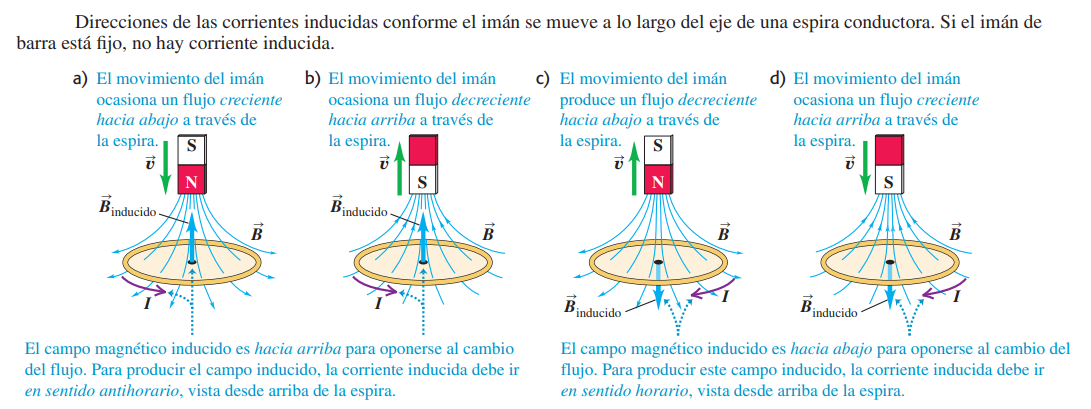 Direcciones de las corrientes inducidas conforme el imán se mueve a lo largo del eje de una espira conductora. Si el imán de
barra está fijo, no hay corriente inducida.
a) El movimiento del imán
ocasiona un flujo creciente
hacia abajo a través de
la espira.
S
v⃗
N
B⃗inducido
B⃗
I
b) El movimiento del imán
ocasiona un flujo decreciente
hacia arriba a través de
la espira.
v⃗
S
B⃗inducido
B⃗
I
El campo magnético inducido es hacia arriba para oponerse al cambio
del flujo. Para producir el campo inducido, la corriente inducida debe ir
en sentido antihorario, vista desde arriba de la espira.
c) El movimiento del imán
produce un flujo decreciente
hacia abajo a través de
la espira.
S
v⃗
N
B⃗
I
B⃗inducido
d) El movimiento del imán
ocasiona un flujo creciente
hacia arriba a través de
la espira.
v⃗
S
B⃗
I
B⃗inducido
El campo magnético inducido es hacia abajo para oponerse al cambio del
flujo. Para producir este campo inducido, la corriente inducida debe ir
en sentido horario, vista desde arriba de la espira.